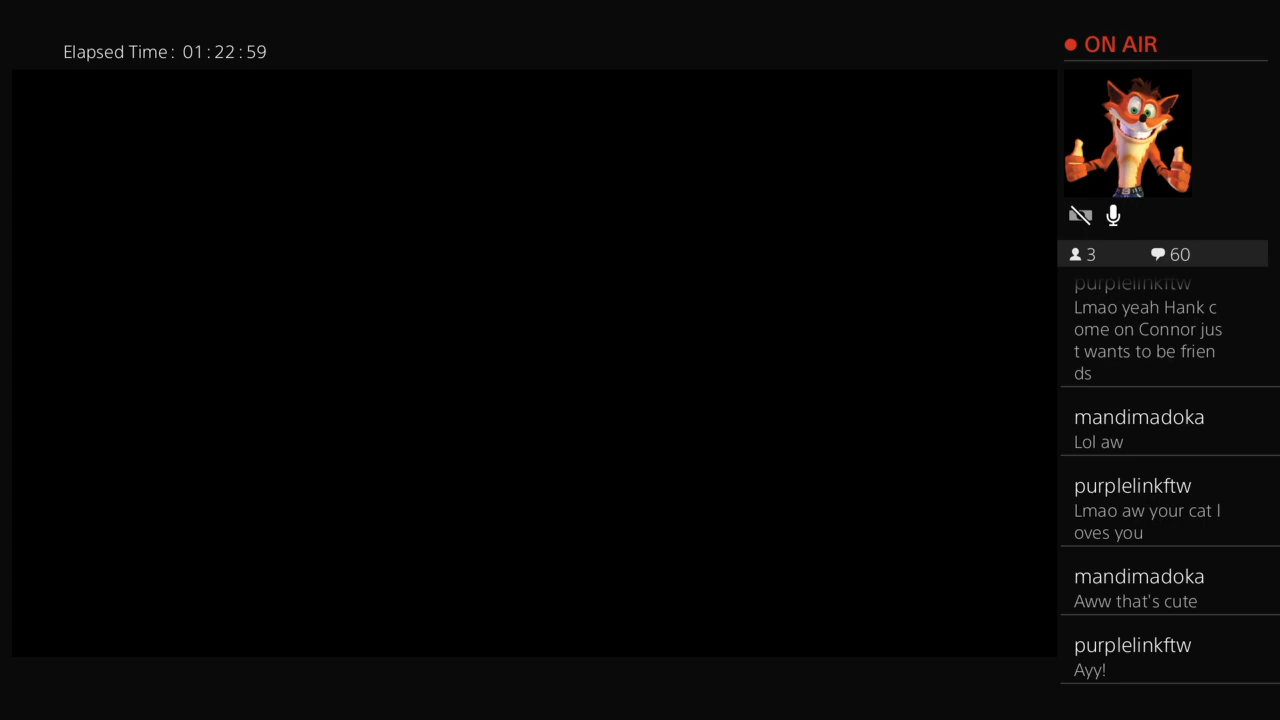 Elapsed Time: 01:22:59
ON AIR
3 60
purplelinkftw
Lmao yeah Hank c
ome on Connor jus
t wants to be frien
ds
mandimadoka
Lol aw
purplelinkftw
Lmao aw your cat l
oves you
mandimadoka
Aww that's cute
purplelinkftw
Ayy!